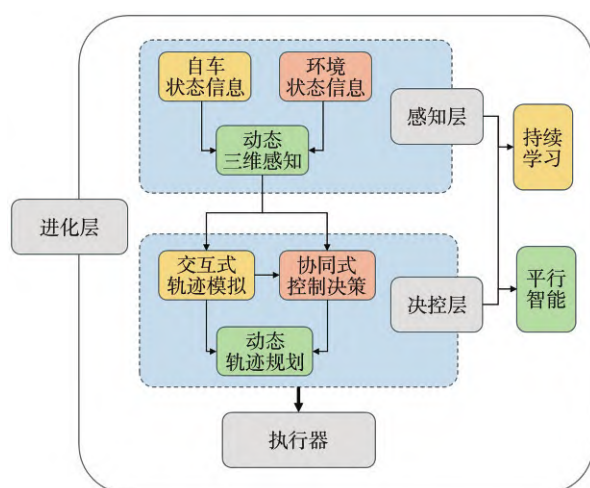 自车
状态信息
环境
状态信息
感知层
持续
学习
动态
三维感知
进化层
交互式
轨迹模拟
协同式
控制决策
决控层
平行
智能
动态
轨迹规划
执行器